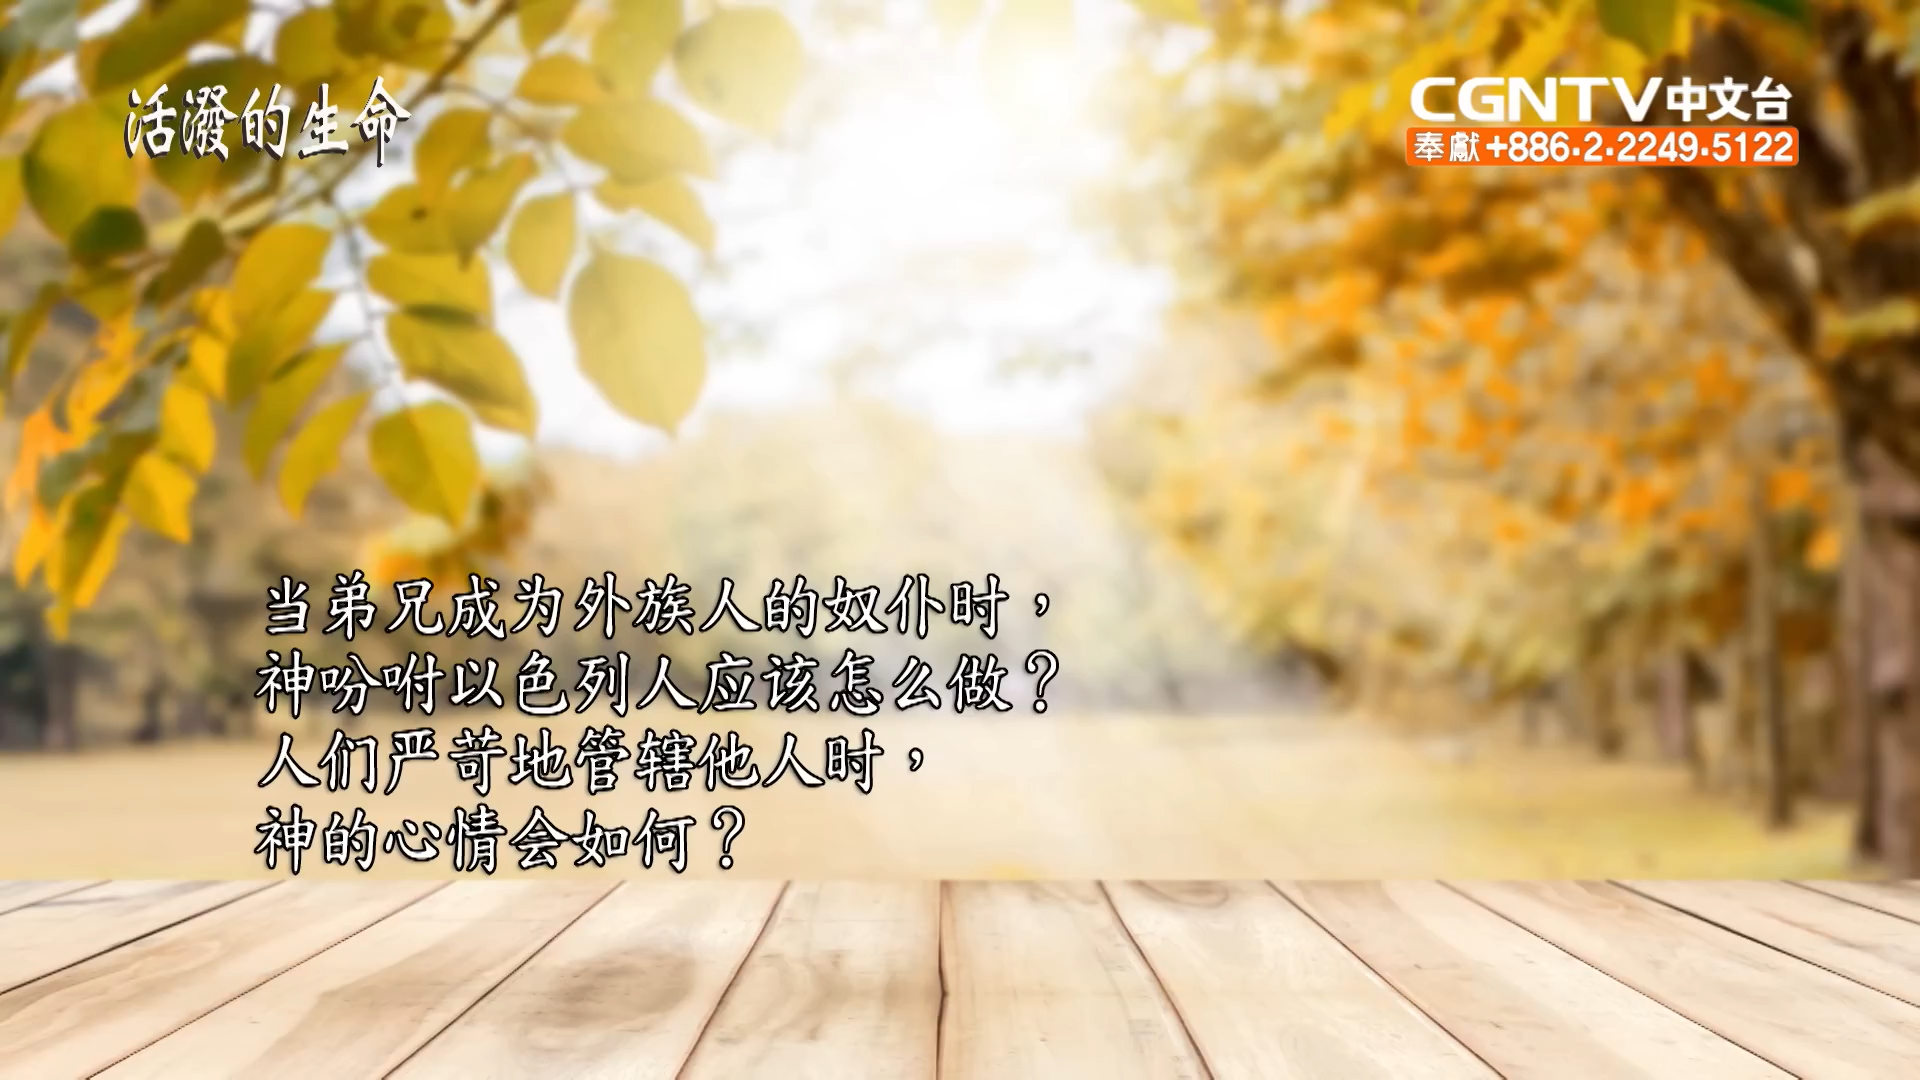 活潑的生命
CGNTV中文台
奉獻+886·2·2249·5122
当弟兄成为外族人的奴仆时，
神吩咐以色列人应该怎么做？
人们严苛地管辖他人时，
神的心情会如何？